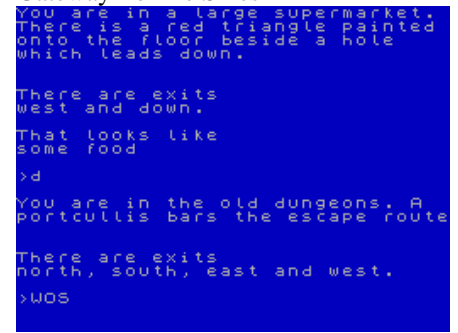 You are in a large supermarket.
There is a red triangle painted
onto the floor beside a hole
which leads down.
There are exits
west and down.
That looks like
some food
>d
You are in the old dungeons. A
portcullis bars the escape route
There are exits
north, south, east and west.
>WOS